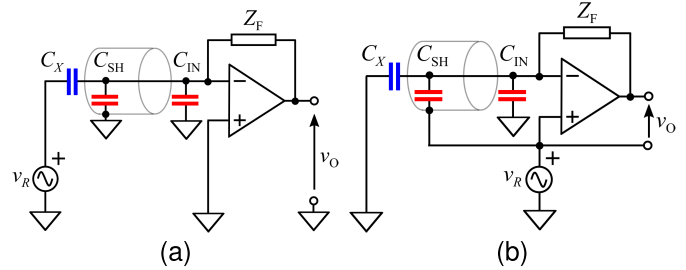 Z_F
C_X C_SH C_IN
−
+
+
v_R
v_O
(a)
Z_F
C_X C_SH C_IN
−
+
+
v_R
v_O
(b)